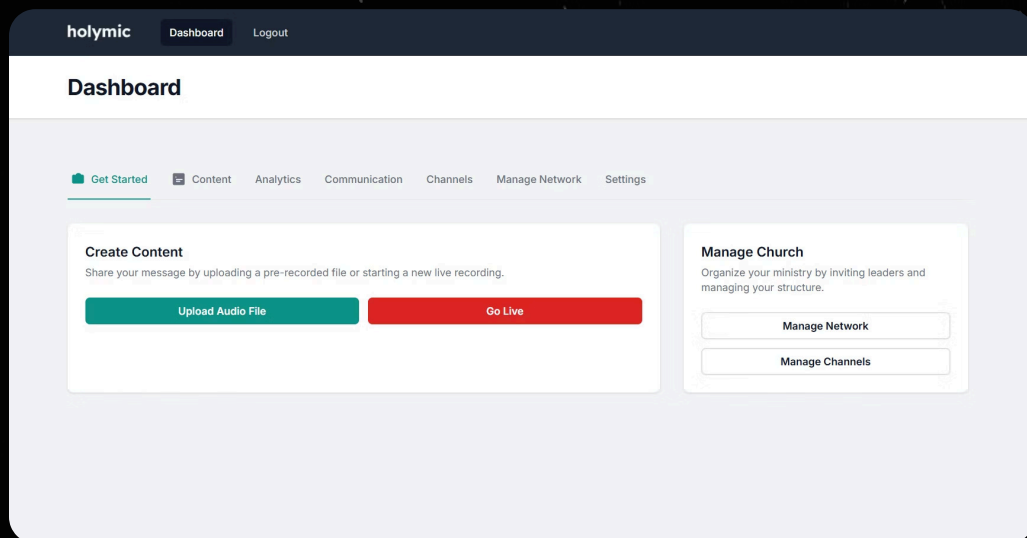 holymic
Dashboard
Logout
Dashboard
Get Started
Content
Analytics
Communication
Channels
Manage Network
Settings
Create Content
Share your message by uploading a pre-recorded file or starting a new live recording.
Upload Audio File
Go Live
Manage Church
Organize your ministry by inviting leaders and
managing your structure.
Manage Network
Manage Channels